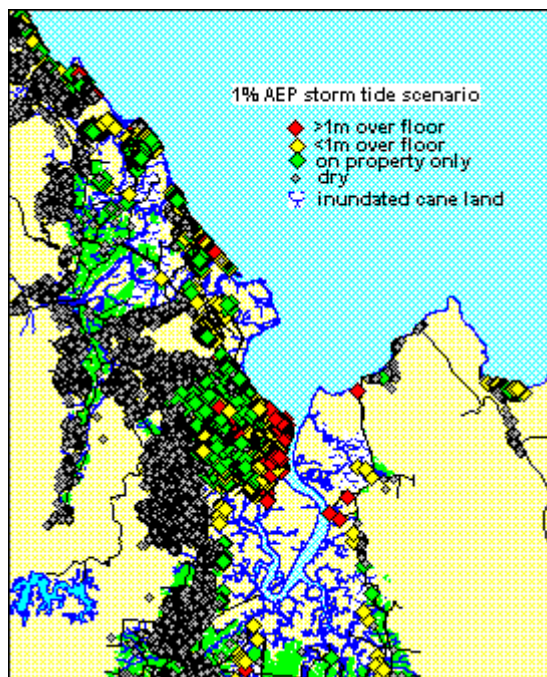 1% AEP storm tide scenario
>1m over floor
<1m over floor
on property only
dry
inundated cane land